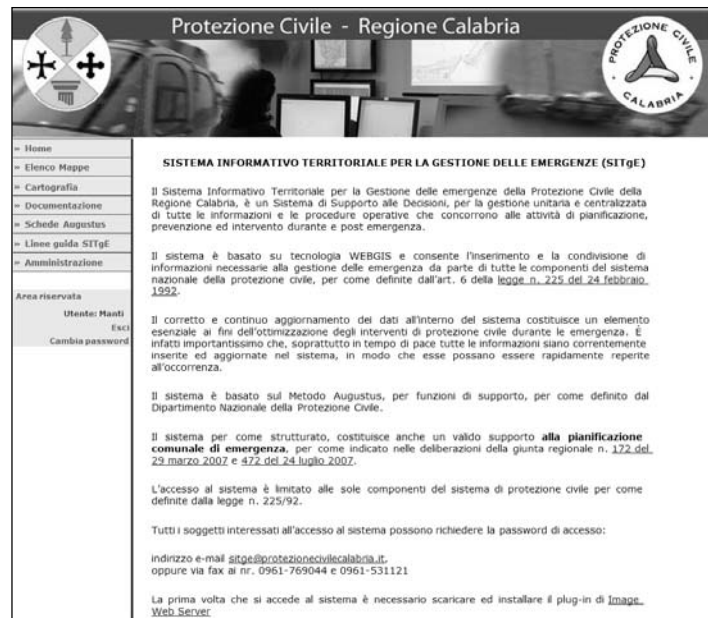 Protezione Civile - Regione Calabria
PROTEZIONE CIVILE
CALABRIA
» Home
» Elenco Mappe
» Cartografia
» Documentazione
» Schede Augustus
» Linee guida SITgE
» Amministrazione
Area riservata
Utente: Manti
Esci
Cambia password
SISTEMA INFORMATIVO TERRITORIALE PER LA GESTIONE DELLE EMERGENZE (SITgE)
Il Sistema Informativo Territoriale per la Gestione delle emergenze della Protezione Civile della
Regione Calabria, è un Sistema di Supporto alle Decisioni, per la gestione unitaria e centralizzata
di tutte le informazioni e le procedure operative che concorrono alle attività di pianificazione,
prevenzione ed intervento durante e post emergenza.
Il sistema è basato su tecnologia WEBGIS e consente l'inserimento e la condivisione di
informazioni necessarie alla gestione delle emergenza da parte di tutte le componenti del sistema
nazionale della protezione civile, per come definite dall'art. 6 della legge n. 225 del 24 febbraio
1992.
Il corretto e continuo aggiornamento dei dati all'interno del sistema costituisce un elemento
esenziale ai fini dell'ottimizzazione degli interventi di protezione civile durante le emergenza. É
infatti importantissimo che, soprattutto in tempo di pace tutte le informazioni siano correntemente
inserite ed aggiornate nel sistema, in modo che esse possano essere rapidamente reperite
all'occorrenza.
Il sistema è basato sul Metodo Augustus, per funzioni di supporto, per come definito dal
Dipartimento Nazionale della Protezione Civile.
Il sistema per come strutturato, costituisce anche un valido supporto alla pianificazione
comunale di emergenza, per come indicato nelle deliberazioni della giunta regionale n. 172 del
29 marzo 2007 e 472 del 24 luglio 2007.
L'accesso al sistema è limitato alle sole componenti del sistema di protezione civile per come
definite dalla legge n. 225/92.
Tutti i soggetti interessati all'accesso al sistema possono richiedere la password di accesso:
indirizzo e-mail sitge@protezionecivilecalabria.it,
oppure via fax ai nr. 0961-769044 e 0961-531121
La prima volta che si accede al sistema è necessario scaricare ed installare il plug-in di Image
Web Server